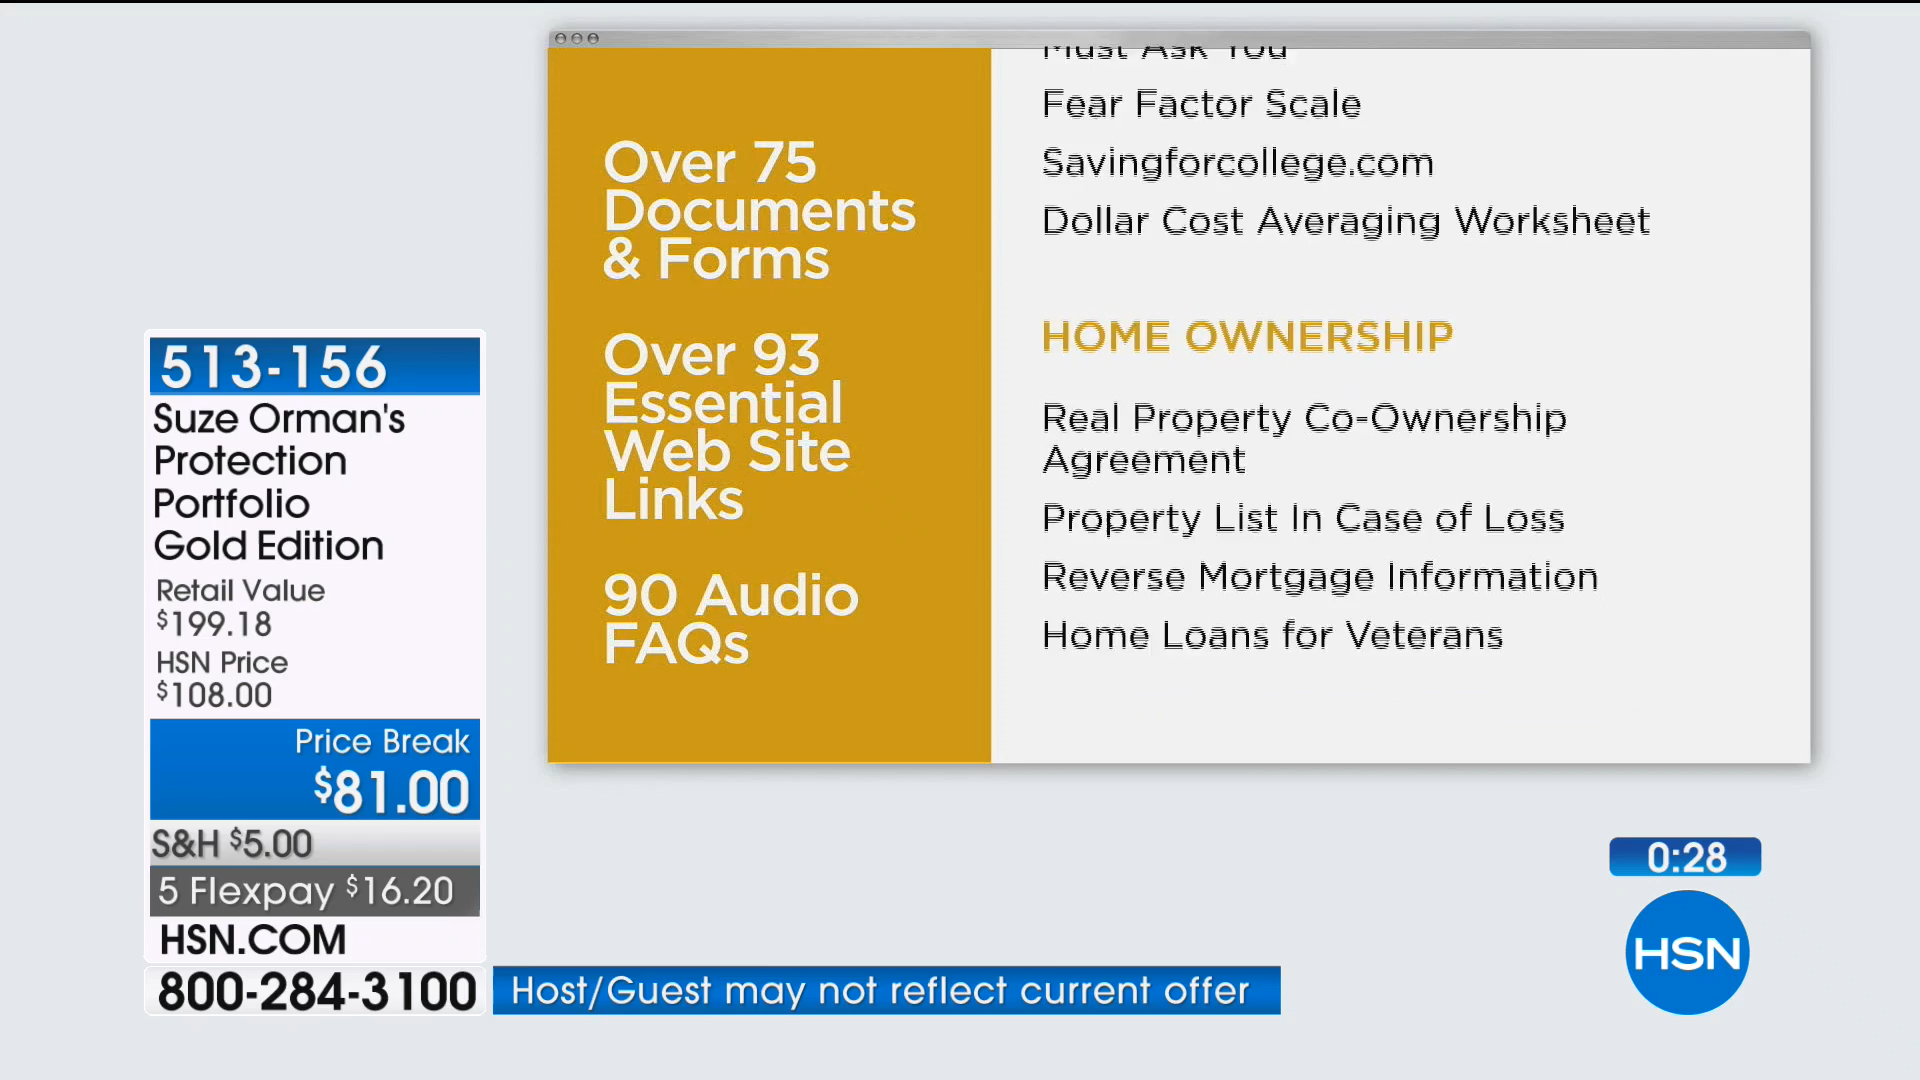 Must Ask You
Fear Factor Scale
Savingforcollege.com
Dollar Cost Averaging Worksheet
HOME OWNERSHIP
Real Property Co-Ownership
Agreement
Property List In Case of Loss
Reverse Mortgage Information
Home Loans for Veterans
Over 75
Documents
& Forms
Over 93
Essential
Web Site
Links
90 Audio
FAQs
513-156
Suze Orman's
Protection
Portfolio
Gold Edition
Retail Value
$199.18
HSN Price
$108.00
Price Break
$81.00
S&H $5.00
5 Flexpay $16.20
HSN.COM
800-284-3100
Host/Guest may not reflect current offer
0:28
HSN